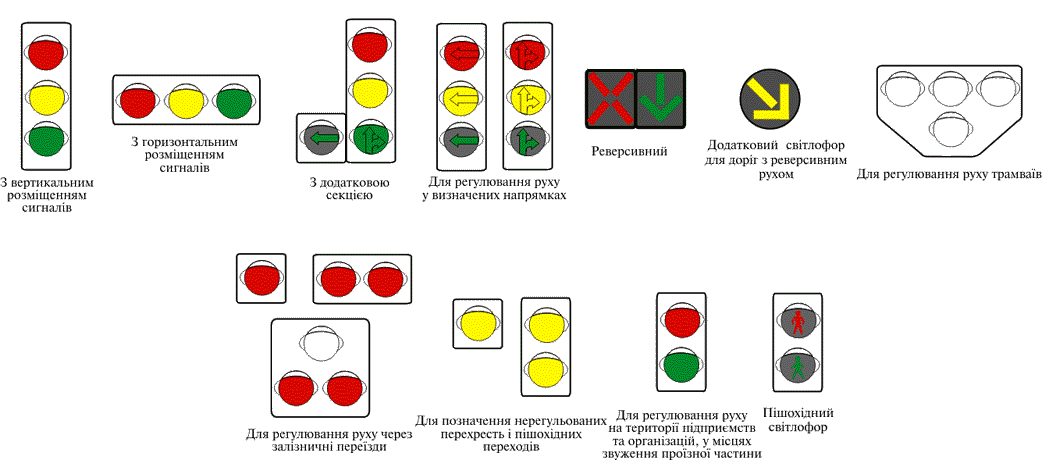 З вертикальним
розміщенням
сигналів
З горизонтальним
розміщенням
сигналів
З додатковою
секцією
Для регулювання руху
у визначених напрямках
Реверсивний
Додатковий світлофор
для доріг з реверсивним
рухом
Для регулювання руху трамваїв
Для регулювання руху через
залізничні переїзди
Для позначення нерегульованих
перехресть і пішохідних
переходів
Для регулювання руху
на території підприємств
та організацій, у місцях
звуження проїзної частини
Пішохідний
світлофор